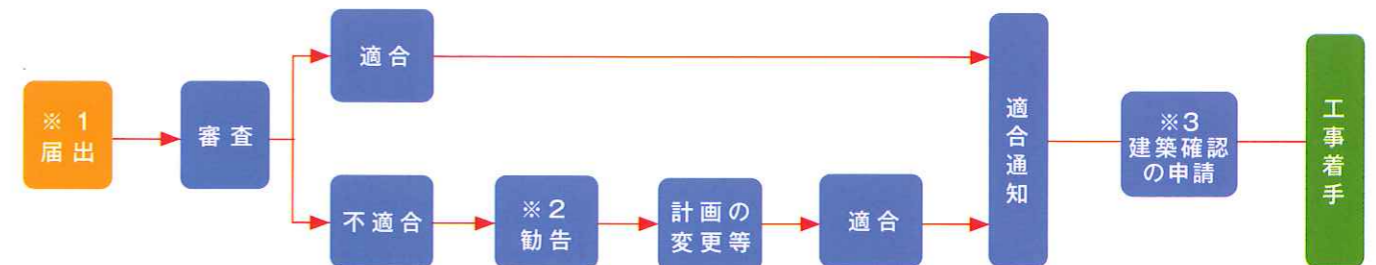 ※1
届出
審査
適合
不適合
※2
勧告
計画の
変更等
適合
適合通知
※3
建築確認
の申請
工事着手